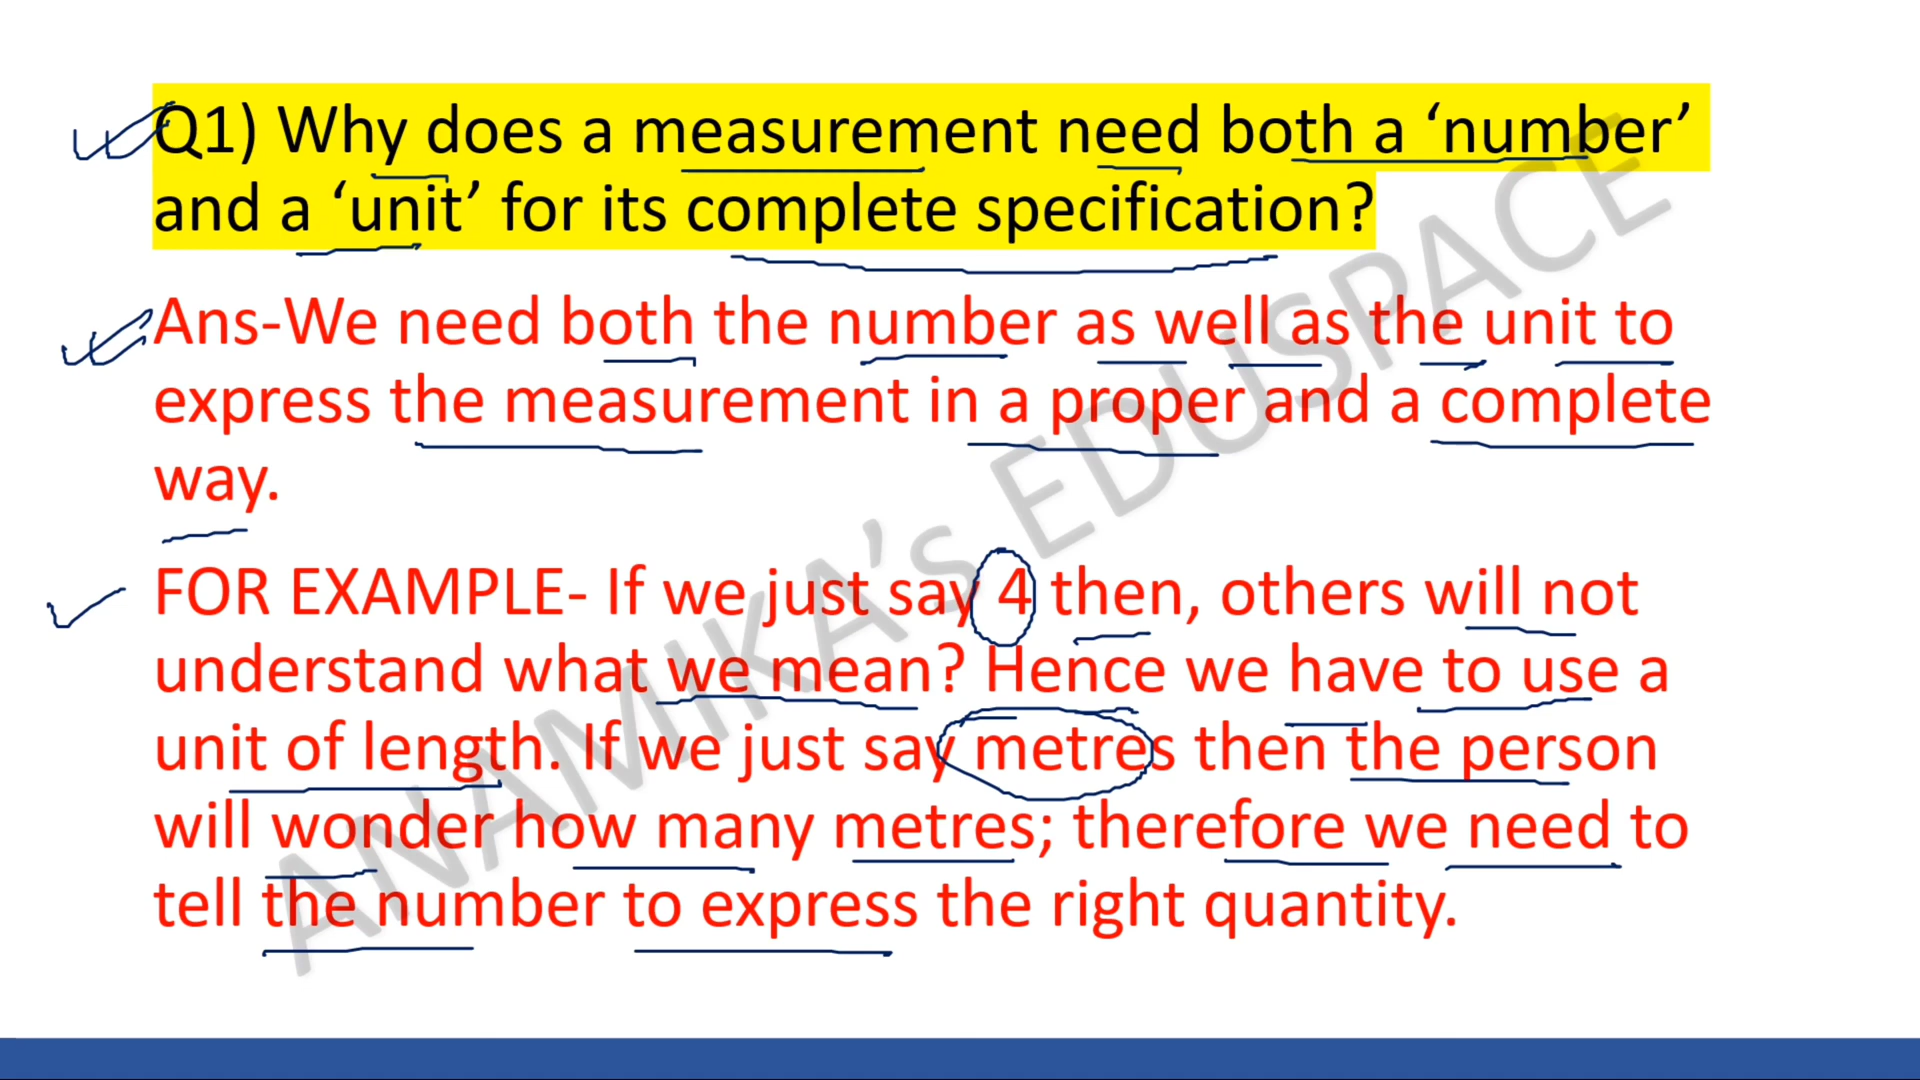 Q1) Why does a measurement need both a ‘number’
and a ‘unit’ for its complete specification?
Ans-We need both the number as well as the unit to
express the measurement in a proper and a complete
way.
FOR EXAMPLE- If we just say 4 then, others will not
understand what we mean? Hence we have to use a
unit of length. If we just say metres then the person
will wonder how many metres; therefore we need to
tell the number to express the right quantity.
ANAMIKA’s EDUSPACE